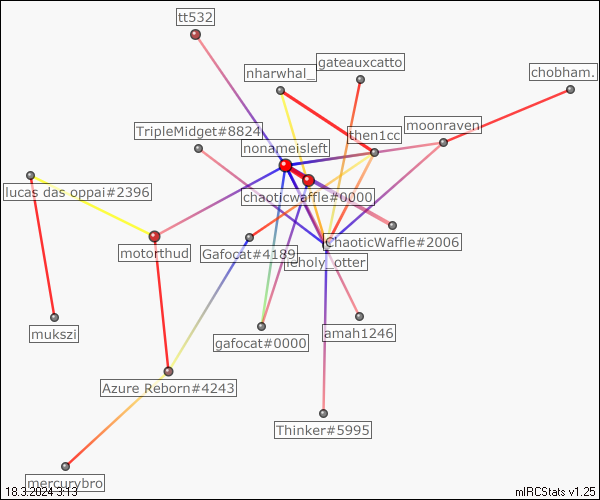 tt532
gateauxcatto
nharwhal_
chobham.
moonraven
TripleMidget#8824
then1cc
nonameisleft
lucas das oppai#2396
chaoticwaffle#0000
motorthud
Gafocat#4189
ChaoticWaffle#2006
leholy_otter
mukszi
gafocat#0000
amah1246
Azure Reborn#4243
Thinker#5995
mercurybro
18.3.2024 3:13
mIRCStats v1.25